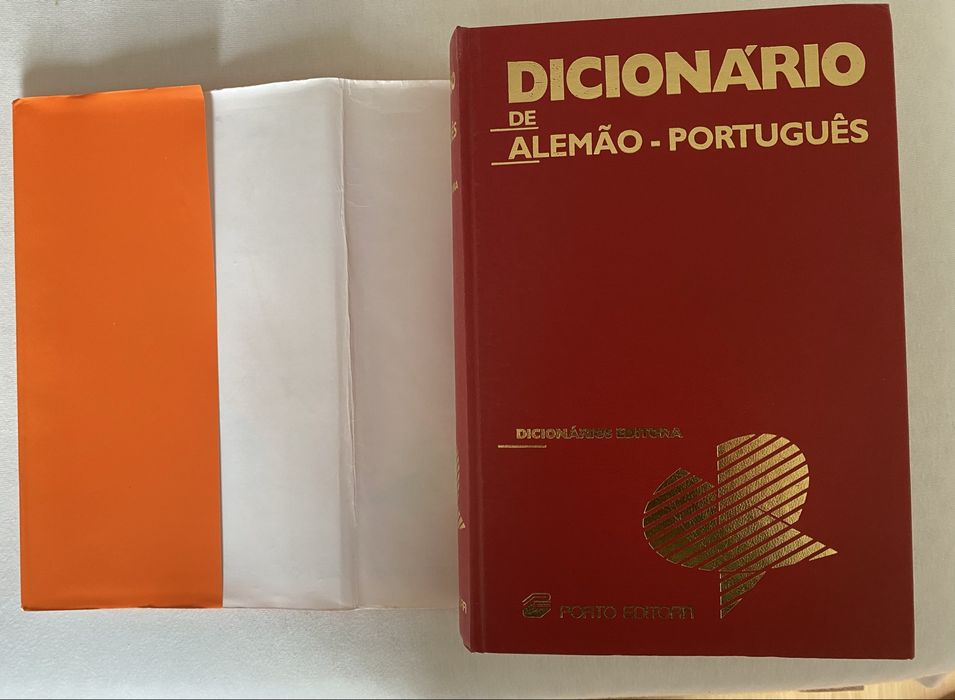 DICIONÁRIO
DE
ALEMÃO - PORTUGUÊS
DICIONÁRIOS EDITORA
PORTO EDITORA